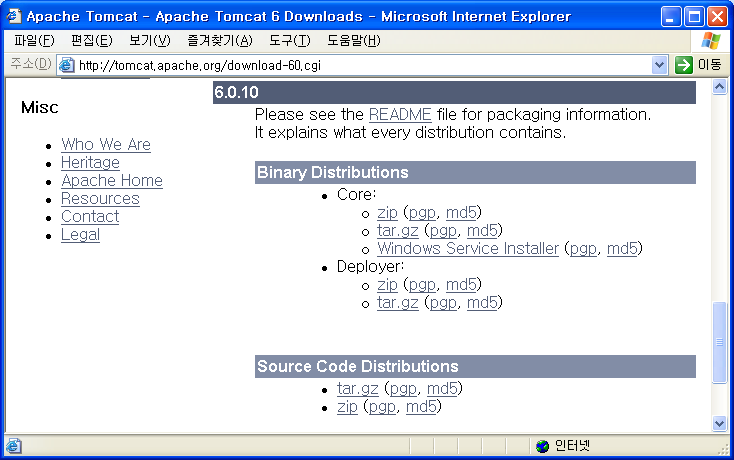 Apache Tomcat - Apache Tomcat 6 Downloads - Microsoft Internet Explorer
파일(F) 편집(E) 보기(V) 즐겨찾기(A) 도구(T) 도움말(H)
주소(D) http://tomcat.apache.org/download-60.cgi 이동
Misc
Who We Are
Heritage
Apache Home
Resources
Contact
Legal
6.0.10
Please see the README file for packaging information.
It explains what every distribution contains.
Binary Distributions
Core:
zip (pgp, md5)
tar.gz (pgp, md5)
Windows Service Installer (pgp, md5)
Deployer:
zip (pgp, md5)
tar.gz (pgp, md5)
Source Code Distributions
tar.gz (pgp, md5)
zip (pgp, md5)
인터넷